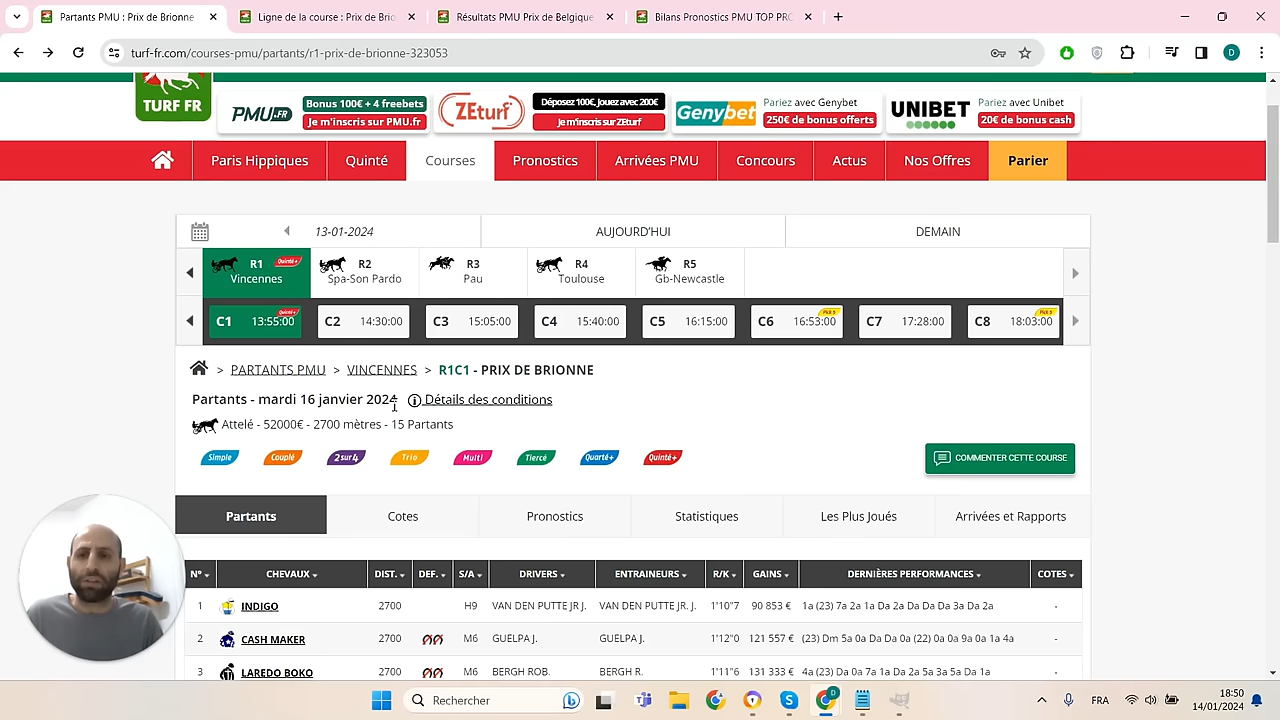 Partants PMU : Prix de Brionne
Ligne de la course : Prix de Brio
Résultats PMU Prix de Belgique
Bilans Pronostics PMU TOP PRO
turf-fr.com/courses-pmu/partants/r1-prix-de-brionne-323053
D
TURF FR
PMU.FR
Bonus 100€ + 4 freebets
Je m'inscris sur PMU.fr
ZEturf
Déposez 100€, Jouez avec 200€
Je m'inscris sur ZEturf
Genybet
Pariez avec Genybet
250€ de bonus offerts
UNIBET
Pariez avec Unibet
20€ de bonus cash
Paris Hippiques
Quinté
Courses
Pronostics
Arrivées PMU
Concours
Actus
Nos Offres
Parier
13-01-2024
AUJOURD'HUI
DEMAIN
R1 Quinté+
Vincennes
R2
Spa-Son Pardo
R3
Pau
R4
Toulouse
R5
Gb-Newcastle
C1 13:55:00 Quinté+
C2 14:30:00
C3 15:05:00
C4 15:40:00
C5 16:15:00
C6 16:53:00 Pick 5
C7 17:28:00
C8 18:03:00 Pick 5
> PARTANTS PMU > VINCENNES > R1C1 - PRIX DE BRIONNE
Partants - mardi 16 janvier 2024 Détails des conditions
Attelé - 52000€ - 2700 mètres - 15 Partants
Simple Couplé 2sur4 Trio Multi Tiercé Quarté+ Quinté+
COMMENTER CETTE COURSE
Partants Cotes Pronostics Statistiques Les Plus Joués Arrivées et Rapports
N° CHEVAUX DIST. DEF. S/A DRIVERS ENTRAINEURS R/K GAINS DERNIÈRES PERFORMANCES COTES
1 INDIGO 2700 H9 VAN DEN PUTTE JR J. VAN DEN PUTTE JR. J. 1'10"7 90 853 € 1a (23) 7a 2a 1a Da 2a Da Da Da 3a Da 2a -
2 CASH MAKER 2700 M6 GUELPA J. GUELPA J. 1'12"0 121 557 € (23) Dm 5a 0a Da Da 0a (22) 0a 0a 9a 0a 1a 4a -
3 LAREDO BOKO 2700 M6 BERGH ROB. BERGH R. 1'11"6 131 333 € 4a (23) Da 0a 7a 1a Da 2a 5a 3a 5a Da 1a -
Rechercher
FRA
18:50
14/01/2024